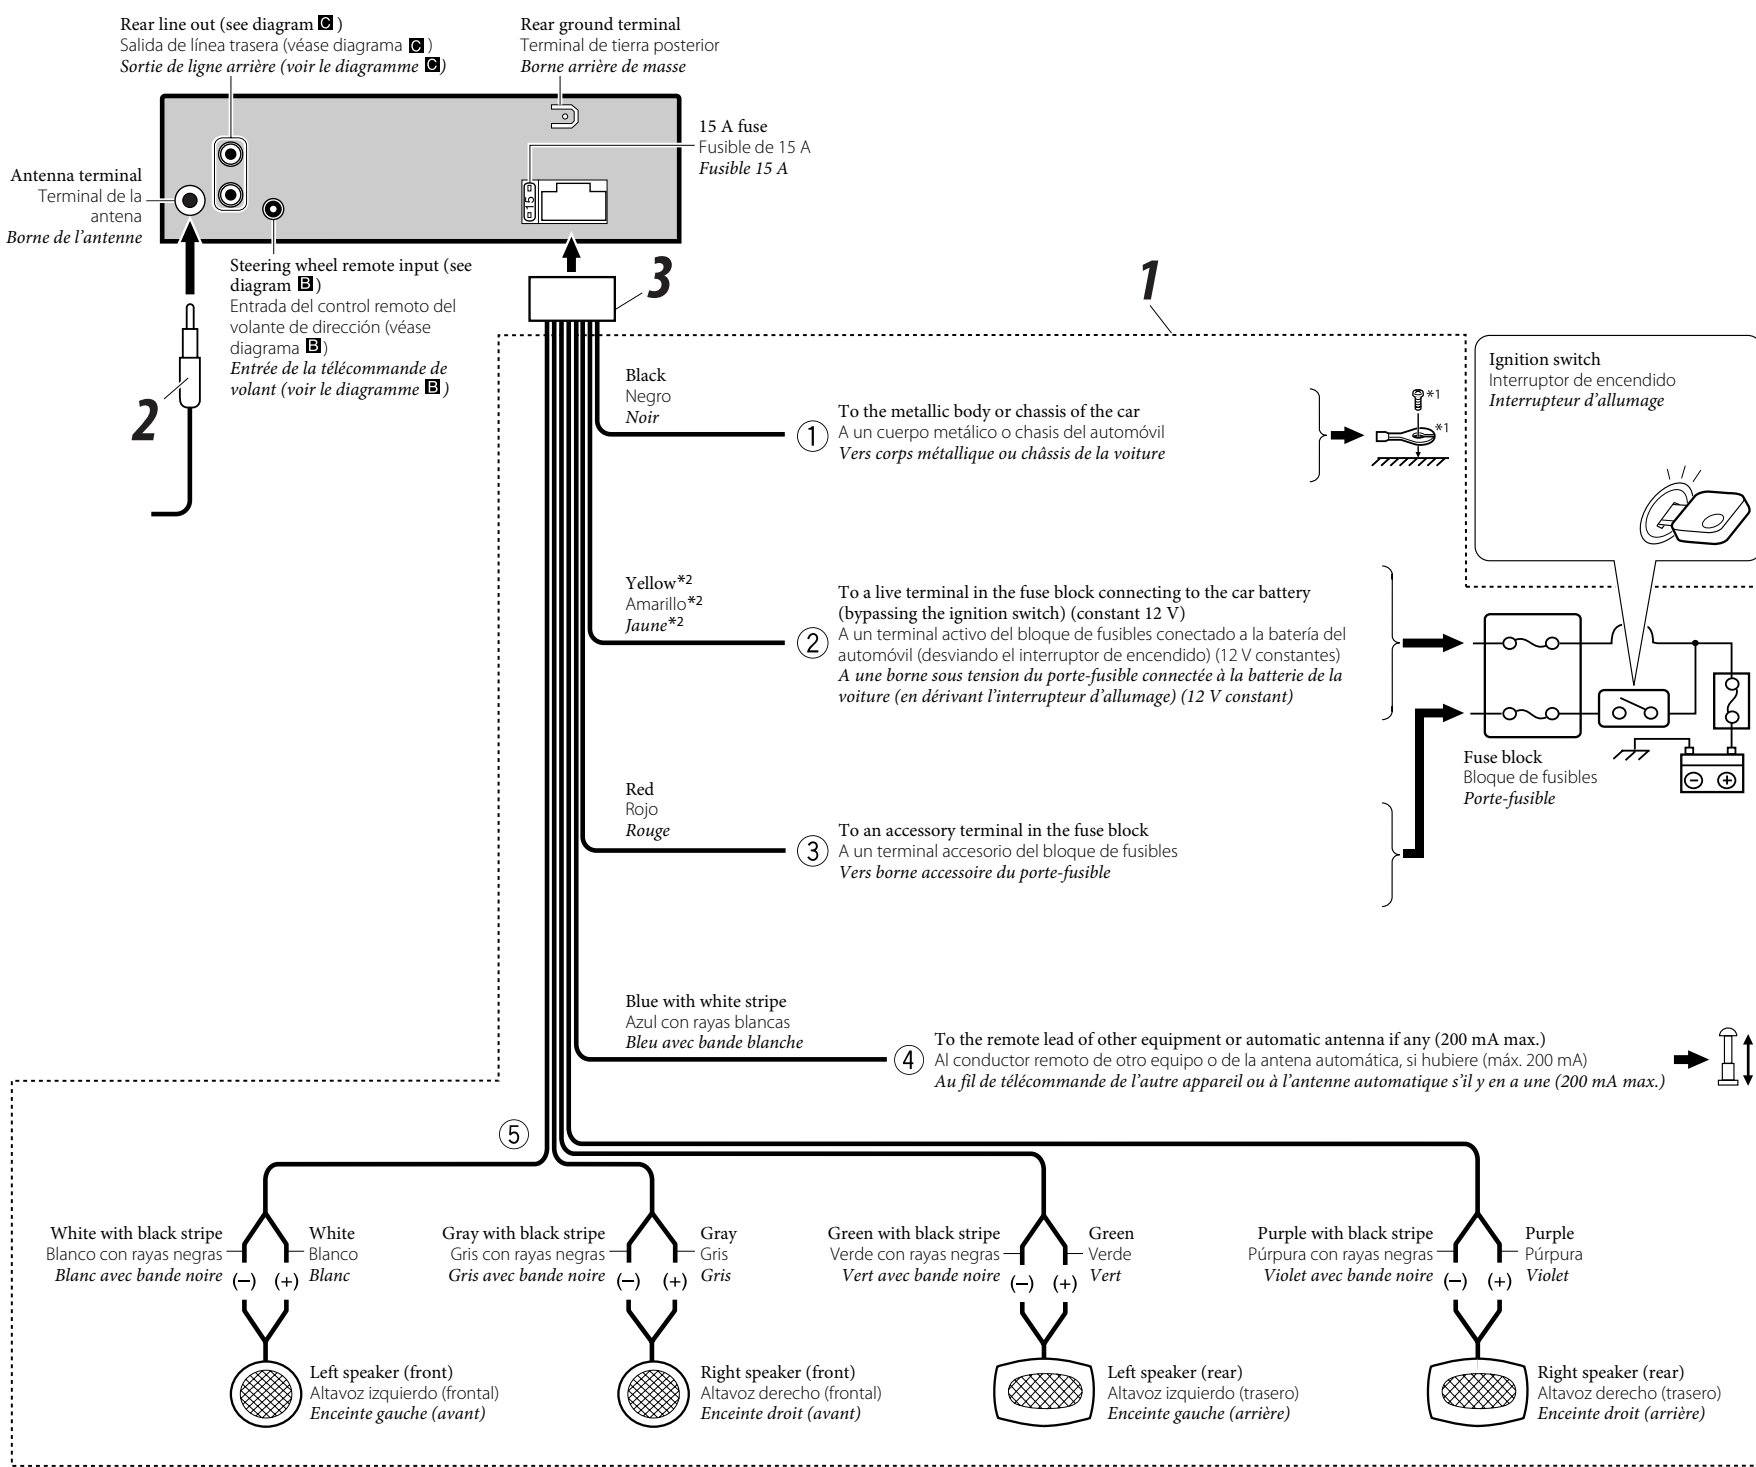 Rear line out (see diagram C )
Salida de línea trasera (véase diagrama C )
Sortie de ligne arrière (voir le diagramme C)
Rear ground terminal
Terminal de tierra posterior
Borne arrière de masse
15 A fuse
Fusible de 15 A
Fusible 15 A
15
Antenna terminal
Terminal de la
antena
Borne de l'antenne
Steering wheel remote input (see
diagram B )
Entrada del control remoto del
volante de dirección (véase
diagrama B )
Entrée de la télécommande de
volant (voir le diagramme B )
2
3
1
Ignition switch
Interruptor de encendido
Interrupteur d'allumage
Black
Negro
Noir
① To the metallic body or chassis of the car
A un cuerpo metálico o chasis del automóvil
Vers corps métallique ou châssis de la voiture
*1
*1
Yellow*2
Amarillo*2
Jaune*2
② To a live terminal in the fuse block connecting to the car battery
(bypassing the ignition switch) (constant 12 V)
A un terminal activo del bloque de fusibles conectado a la batería del
automóvil (desviando el interruptor de encendido) (12 V constantes)
A une borne sous tension du porte-fusible connectée à la batterie de la
voiture (en dérivant l'interrupteur d'allumage) (12 V constant)
Fuse block
Bloque de fusibles
Porte-fusible
− +
Red
Rojo
Rouge
③ To an accessory terminal in the fuse block
A un terminal accesorio del bloque de fusibles
Vers borne accessoire du porte-fusible
Blue with white stripe
Azul con rayas blancas
Bleu avec bande blanche
④ To the remote lead of other equipment or automatic antenna if any (200 mA max.)
Al conductor remoto de otro equipo o de la antena automática, si hubiere (máx. 200 mA)
Au fil de télécommande de l'autre appareil ou à l'antenne automatique s'il y en a une (200 mA max.)
⑤
White with black stripe
Blanco con rayas negras
Blanc avec bande noire
(−) (+)
White
Blanco
Blanc
Gray with black stripe
Gris con rayas negras
Gris avec bande noire
(−) (+)
Gray
Gris
Gris
Green with black stripe
Verde con rayas negras
Vert avec bande noire
(−) (+)
Green
Verde
Vert
Purple with black stripe
Púrpura con rayas negras
Violet avec bande noire
(−) (+)
Purple
Púrpura
Violet
Left speaker (front)
Altavoz izquierdo (frontal)
Enceinte gauche (avant)
Right speaker (front)
Altavoz derecho (frontal)
Enceinte droit (avant)
Left speaker (rear)
Altavoz izquierdo (trasero)
Enceinte gauche (arrière)
Right speaker (rear)
Altavoz derecho (trasero)
Enceinte droit (arrière)